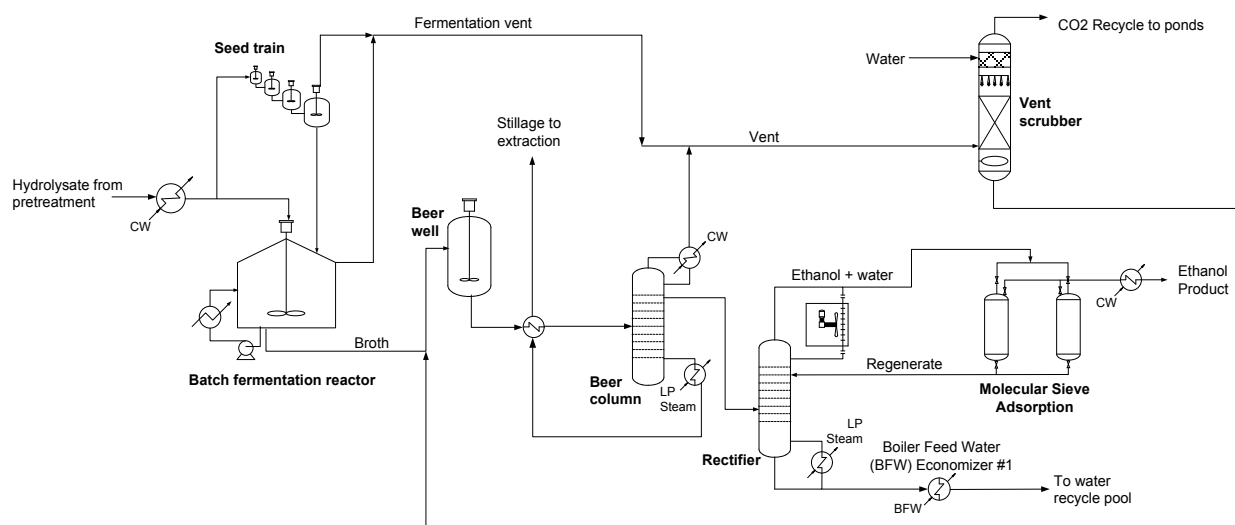 Fermentation vent
CO2 Recycle to ponds
Seed train
Water
Vent
scrubber
Stillage to
extraction
Vent
Hydrolysate from
pretreatment
CW
Beer
well
CW
Ethanol + water
Ethanol
Product
CW
Broth
Batch fermentation reactor
Regenerate
Molecular Sieve
Adsorption
Beer
column
LP
Steam
LP
Steam
Rectifier
Boiler Feed Water
(BFW) Economizer #1
BFW
To water
recycle pool